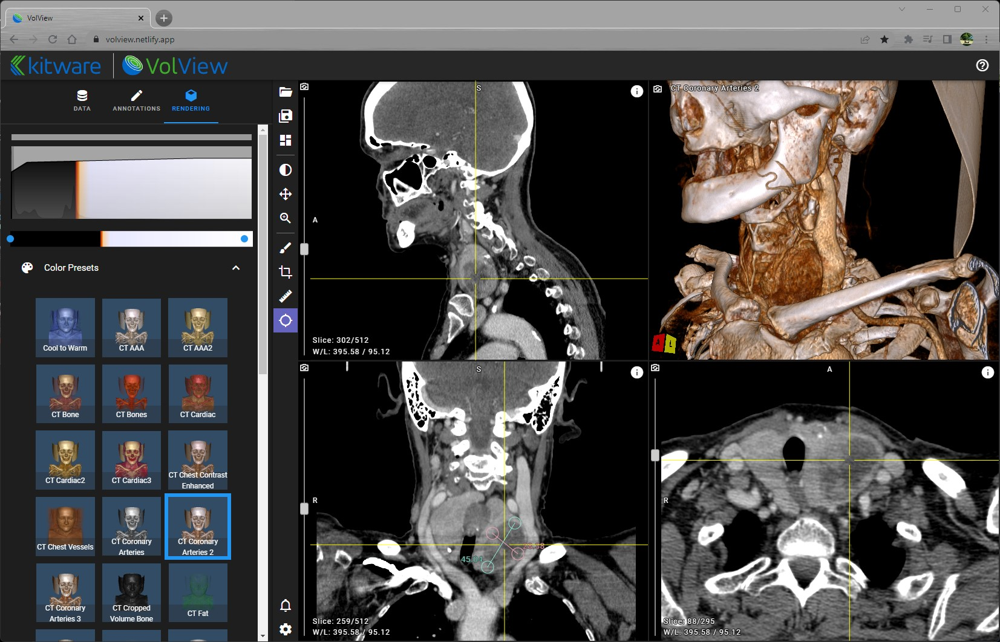 VolView
volview.netlify.app
kitware
VolView
DATA
ANNOTATIONS
RENDERING
Color Presets
Cool to Warm
CT AAA
CT AAA2
CT Bone
CT Bones
CT Cardiac
CT Cardiac2
CT Cardiac3
CT Chest Contrast
Enhanced
CT Chest Vessels
CT Coronary
Arteries
CT Coronary
Arteries 2
CT Coronary
Arteries 3
CT Cropped
Volume Bone
CT Fat
S
A
Slice: 302/512
W/L: 395.58 / 95.12
CT Coronary Arteries 2
A L
S
R
28.38
45.04
Slice: 259/512
W/L: 395.58 / 95.12
A
R
Slice: 88/295
W/L: 395.58 / 95.12